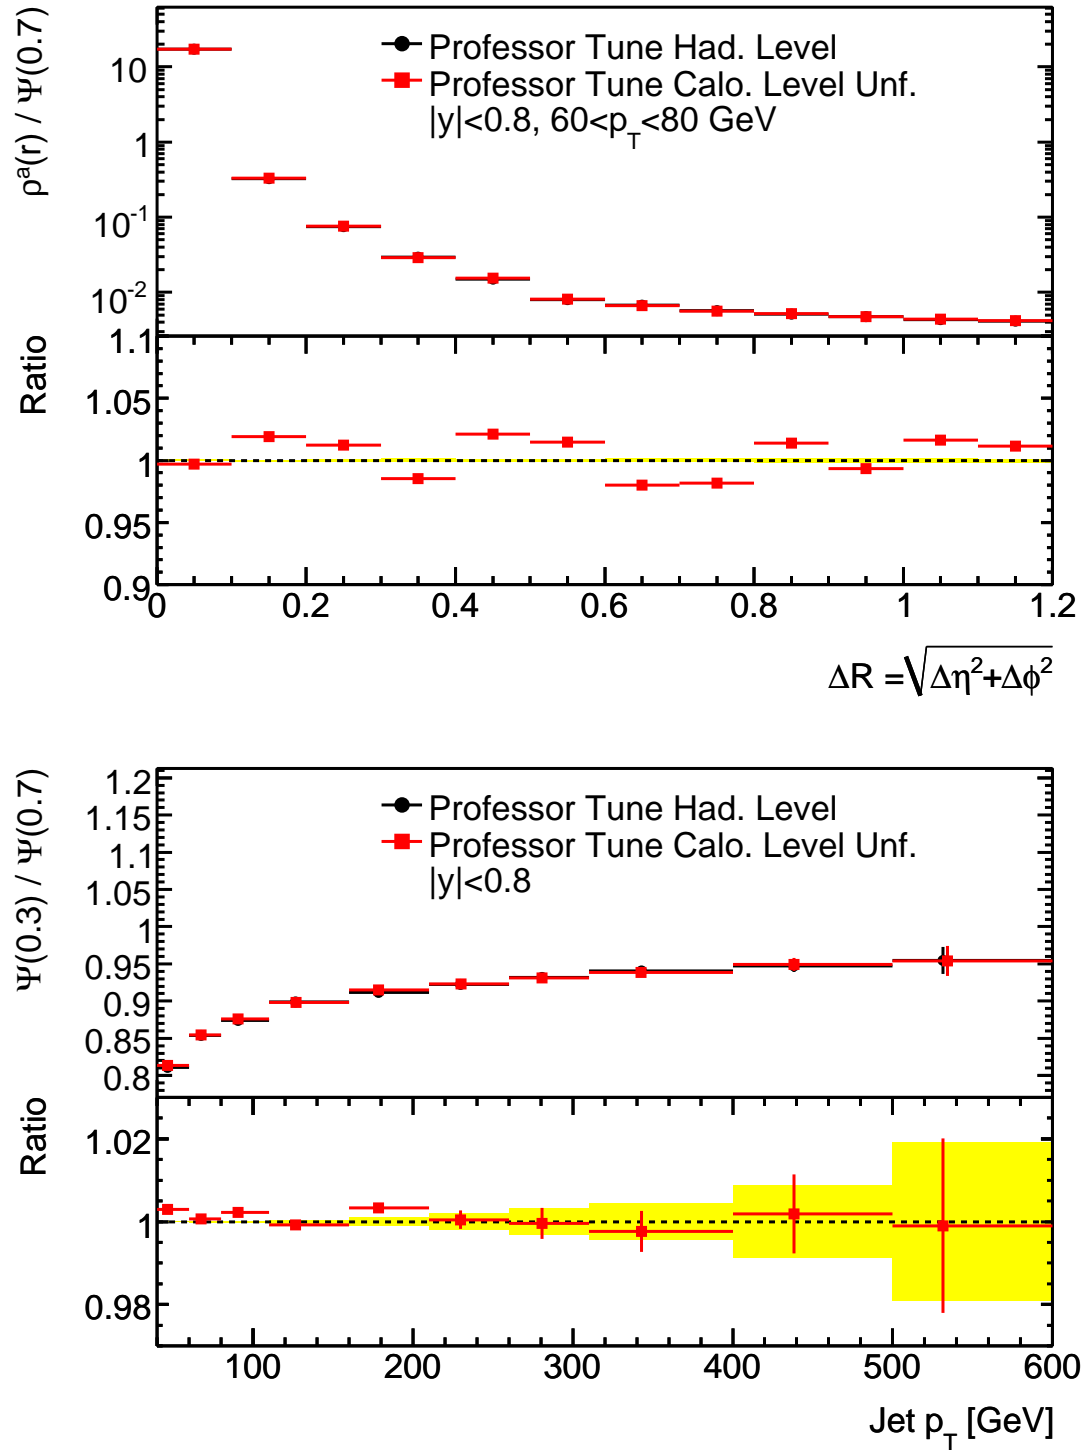 ρᵃ(r) / Ψ(0.7)
10
1
10⁻¹
10⁻²
Professor Tune Had. Level
Professor Tune Calo. Level Unf.
|y|<0.8, 60<p_T<80 GeV
Ratio
1.1
1.05
1
0.95
0.9
0 0.2 0.4 0.6 0.8 1 1.2
ΔR = √Δη²+Δϕ²
Ψ(0.3) / Ψ(0.7)
1.2
1.15
1.1
1.05
1
0.95
0.9
0.85
0.8
Professor Tune Had. Level
Professor Tune Calo. Level Unf.
|y|<0.8
Ratio
1.02
1
0.98
100 200 300 400 500 600
Jet p_T [GeV]